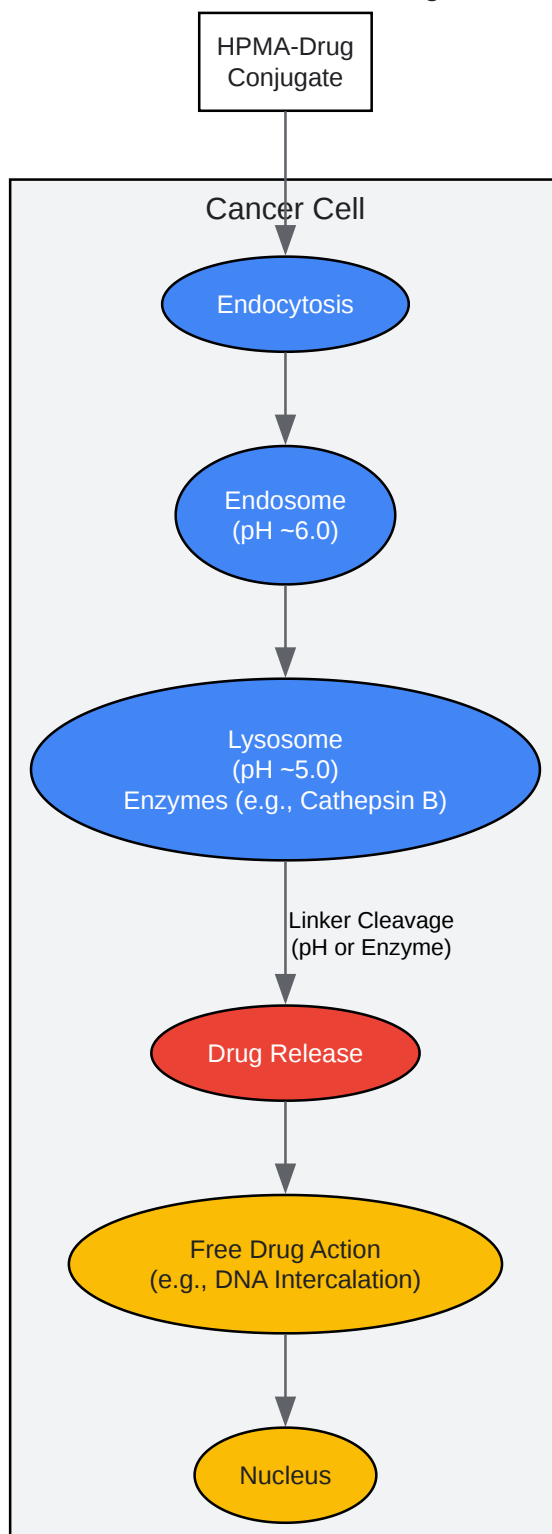 HPMA-Drug
Conjugate
Cancer Cell
Endocytosis
Endosome
(pH ~6.0)
Lysosome
(pH ~5.0)
Enzymes (e.g., Cathepsin B)
Linker Cleavage
(pH or Enzyme)
Drug Release
Free Drug Action
(e.g., DNA Intercalation)
Nucleus